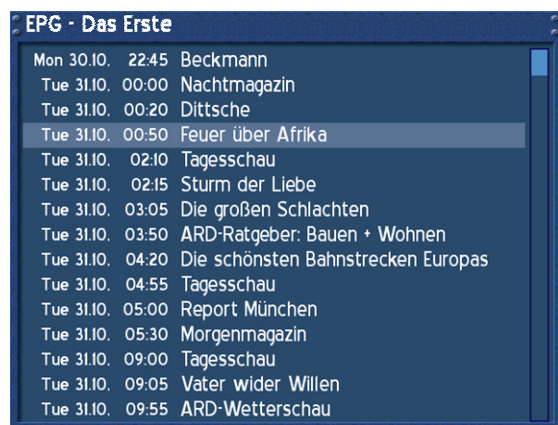 EPG - Das Erste
Mon 30.10. 22:45 Beckmann
Tue 31.10. 00:00 Nachtmagazin
Tue 31.10. 00:20 Dittsche
Tue 31.10. 00:50 Feuer über Afrika
Tue 31.10. 02:10 Tagesschau
Tue 31.10. 02:15 Sturm der Liebe
Tue 31.10. 03:05 Die großen Schlachten
Tue 31.10. 03:50 ARD-Ratgeber: Bauen + Wohnen
Tue 31.10. 04:20 Die schönsten Bahnstrecken Europas
Tue 31.10. 04:55 Tagesschau
Tue 31.10. 05:00 Report München
Tue 31.10. 05:30 Morgenmagazin
Tue 31.10. 09:00 Tagesschau
Tue 31.10. 09:05 Vater wider Willen
Tue 31.10. 09:55 ARD-Wetterschau